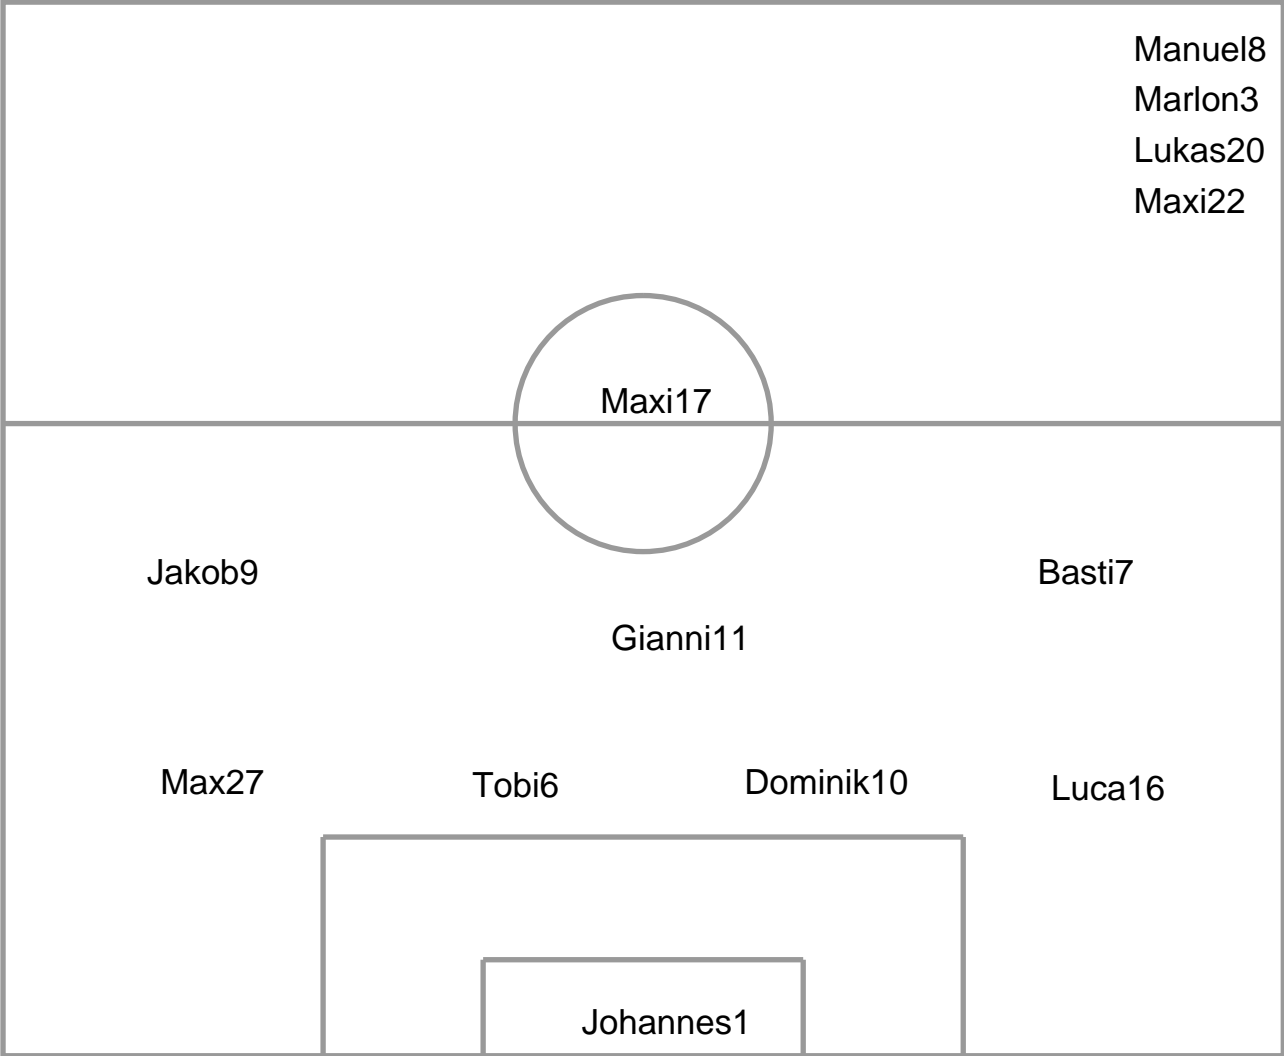 Manuel8
Marlon3
Lukas20
Maxi22
Maxi17
Jakob9
Basti7
Gianni11
Max27
Tobi6
Dominik10
Luca16
Johannes1